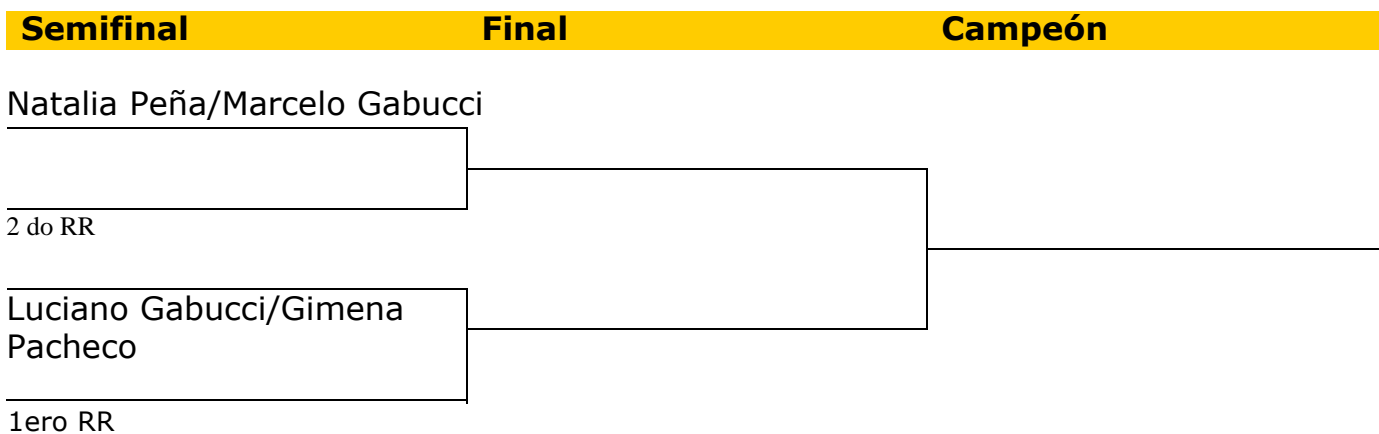 Semifinal Final Campeón
Natalia Peña/Marcelo Gabucci
2 do RR
Luciano Gabucci/Gimena
Pacheco
1ero RR